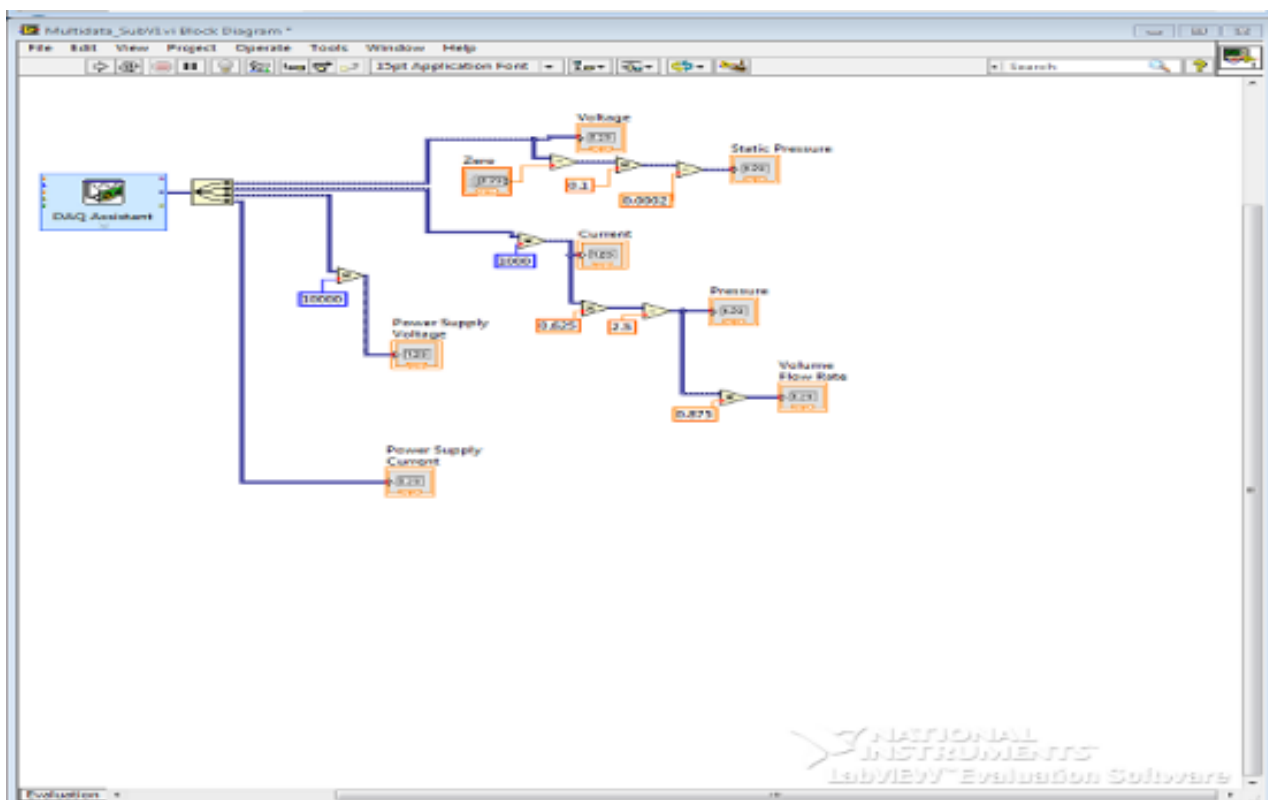 Multidata_SubVI.vi Block Diagram *
File Edit View Project Operate Tools Window Help
15pt Application Font
Search
Voltage
Static Pressure
Zero
0.1
0.0002
DAQ Assistant
Current
1000
10000
Pressure
0.625
2.5
Power Supply
Voltage
Volume
Flow Rate
0.875
Power Supply
Current
NATIONAL
INSTRUMENTS
LabVIEW™ Evaluation Software
Evaluation